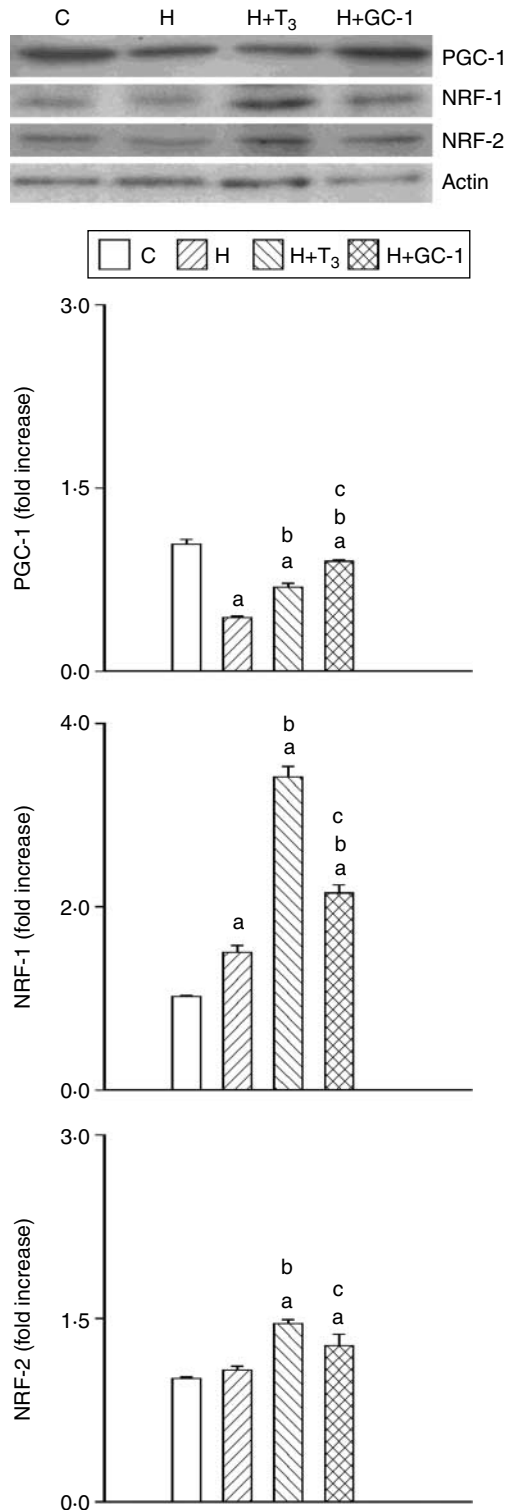 C H H+T3 H+GC-1
PGC-1
NRF-1
NRF-2
Actin
C H H+T3 H+GC-1
PGC-1 (fold increase)
3·0
1·5
0·0
a
b
a
c
b
a
NRF-1 (fold increase)
4·0
2·0
0·0
a
b
a
c
b
a
NRF-2 (fold increase)
3·0
1·5
0·0
b
a
c
a